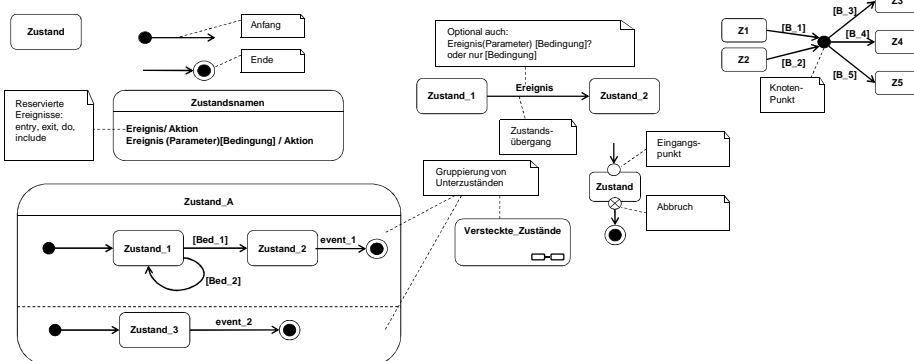 Zustand
Anfang
Ende
Reservierte
Ereignisse:
entry, exit, do,
include
Zustandsnamen
Ereignis/ Aktion
Ereignis (Parameter)[Bedingung] / Aktion
Optional auch:
Ereignis(Parameter) [Bedingung]?
oder nur [Bedingung]
Zustand_1
Ereignis
Zustand_2
Zustands-
übergang
Z1
Z2
[B_1]
[B_2]
[B_3]
[B_4]
[B_5]
Z3
Z4
Z5
Knoten-
Punkt
Eingangs-
punkt
Zustand
Abbruch
Gruppierung von
Unterzuständen
Versteckte_Zustände
Zustand_A
Zustand_1
[Bed_1]
Zustand_2
event_1
[Bed_2]
Zustand_3
event_2